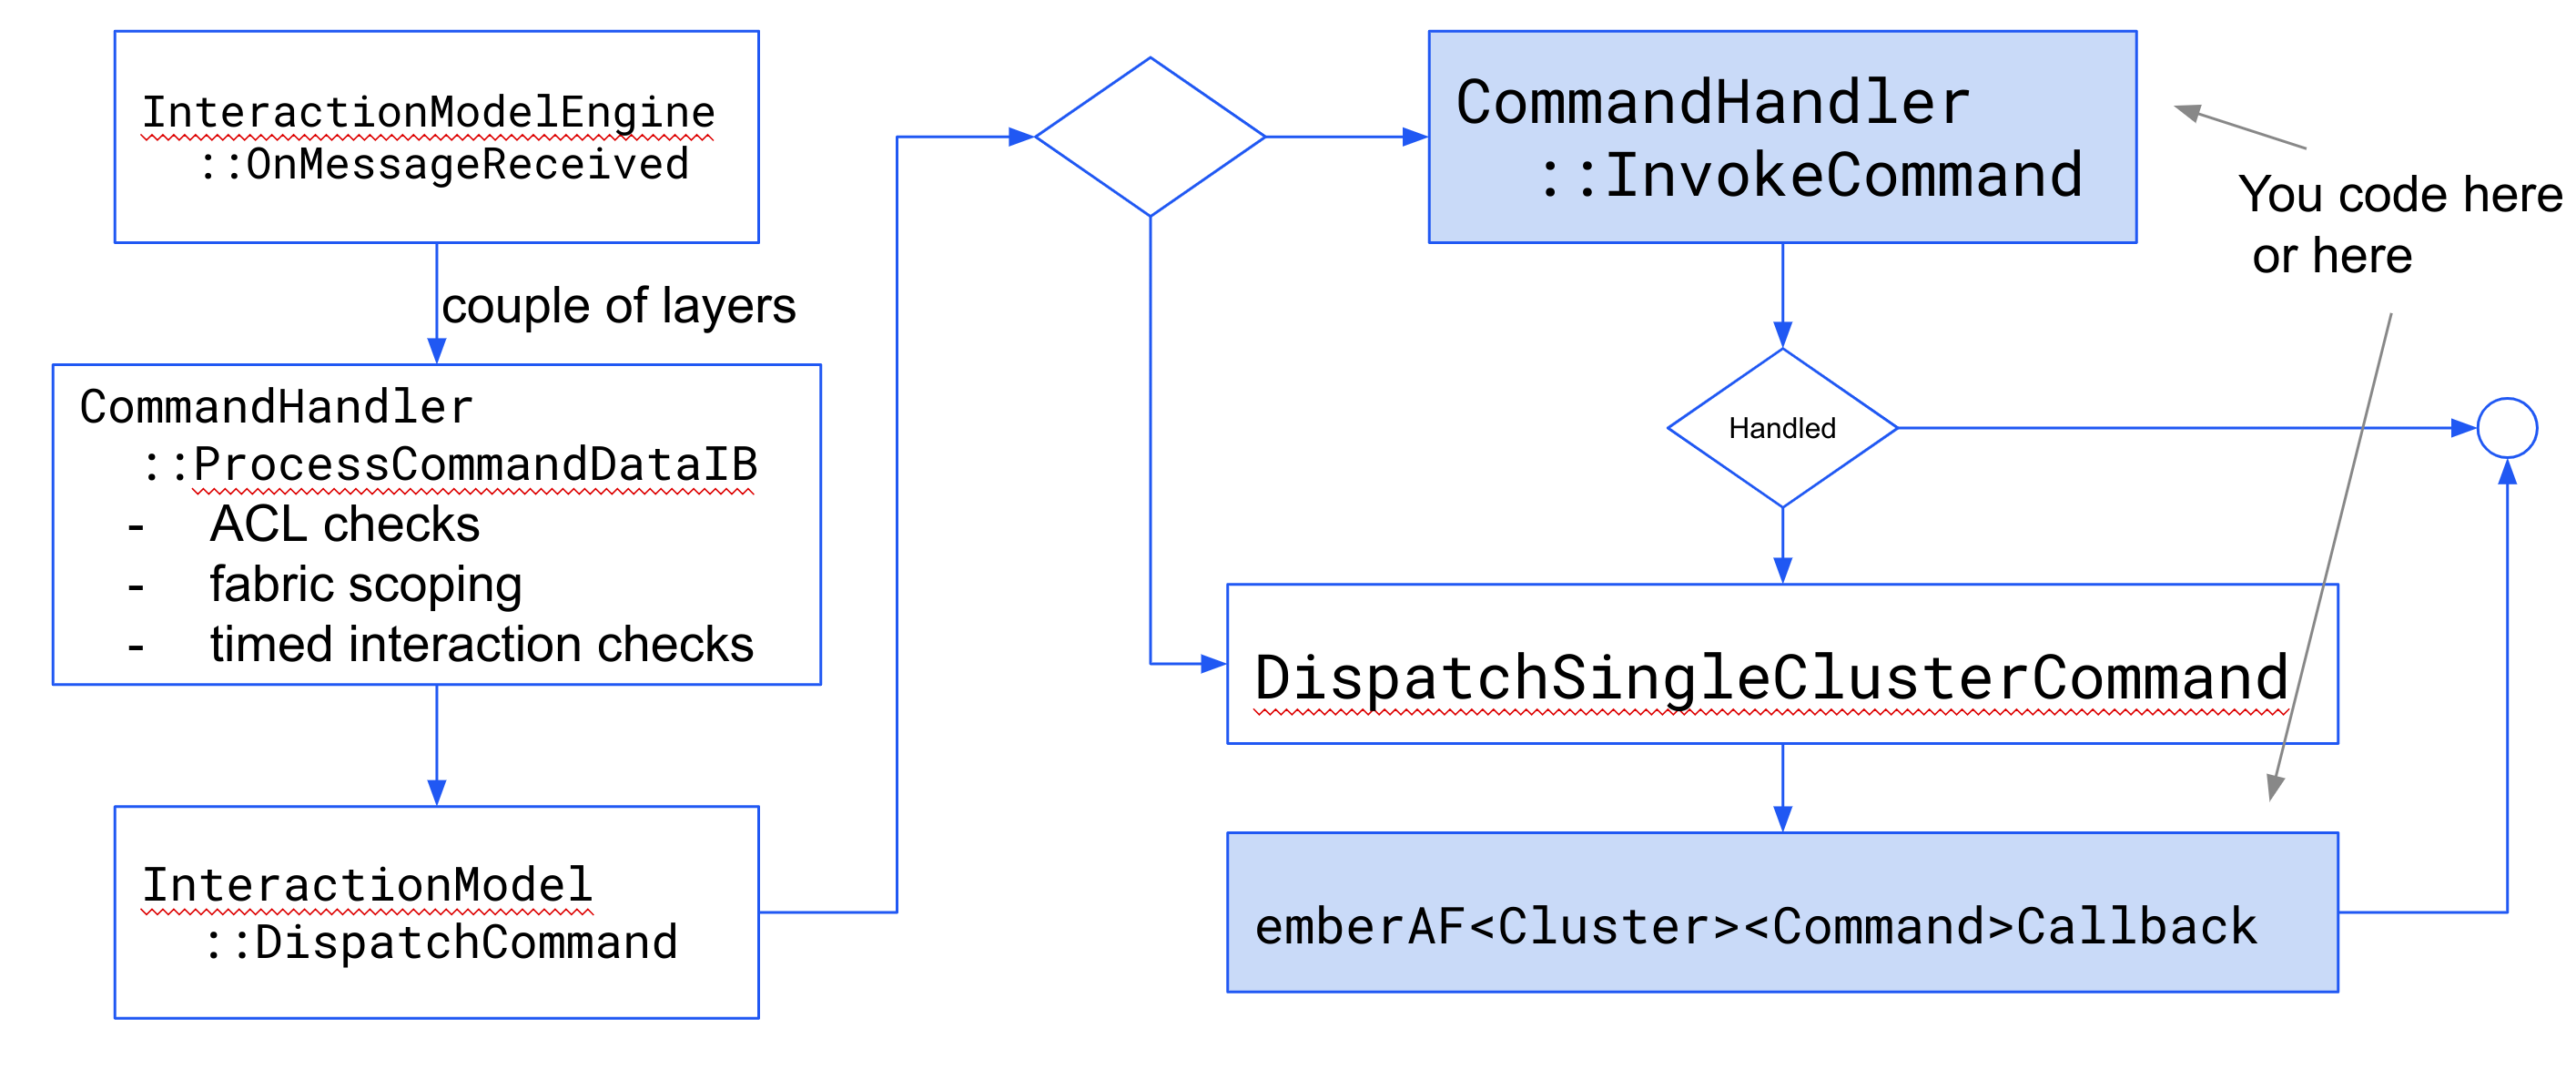 InteractionModelEngine
::OnMessageReceived
couple of layers
CommandHandler
::ProcessCommandDataIB
- ACL checks
- fabric scoping
- timed interaction checks
InteractionModel
::DispatchCommand
CommandHandler
::InvokeCommand
You code here
or here
Handled
DispatchSingleClusterCommand
emberAF<Cluster><Command>Callback